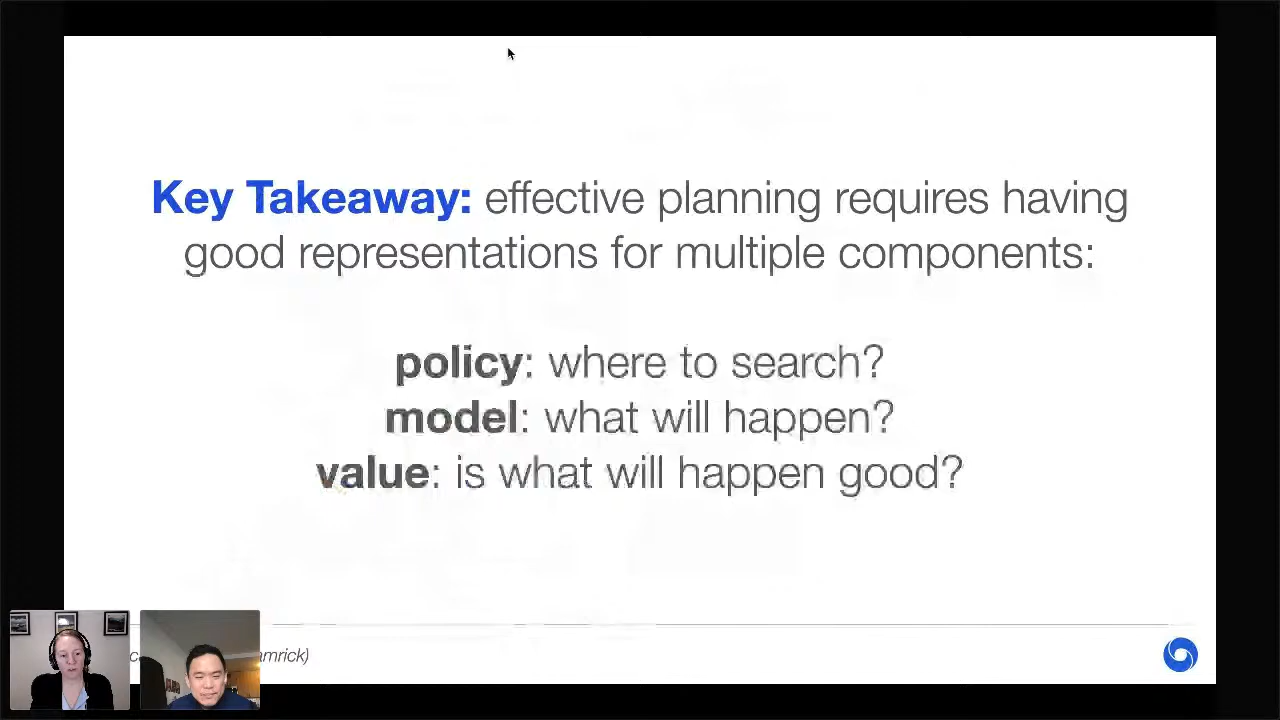 Key Takeaway: effective planning requires having
good representations for multiple components:
policy: where to search?
model: what will happen?
value: is what will happen good?
amrick)